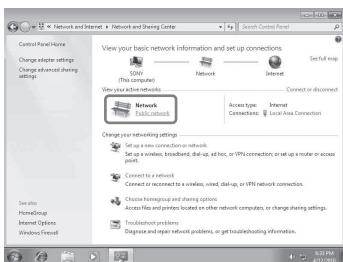 Network and Internet ▸ Network and Sharing Center
Search Control Panel
Control Panel Home
Change adapter settings
Change advanced sharing
settings
View your basic network information and set up connections
See full map
SONY
(This computer)
Network
Internet
View your active networks
Connect or disconnect
Network
Public network
Access type: Internet
Connections: Local Area Connection
Change your networking settings
Set up a new connection or network
Set up a wireless, broadband, dial-up, ad hoc, or VPN connection; or set up a router or access
point.
Connect to a network
Connect or reconnect to a wireless, wired, dial-up, or VPN network connection.
Choose homegroup and sharing options
Access files and printers located on other network computers, or change sharing settings.
Troubleshoot problems
Diagnose and repair network problems, or get troubleshooting information.
See also
HomeGroup
Internet Options
Windows Firewall
6:33 PM